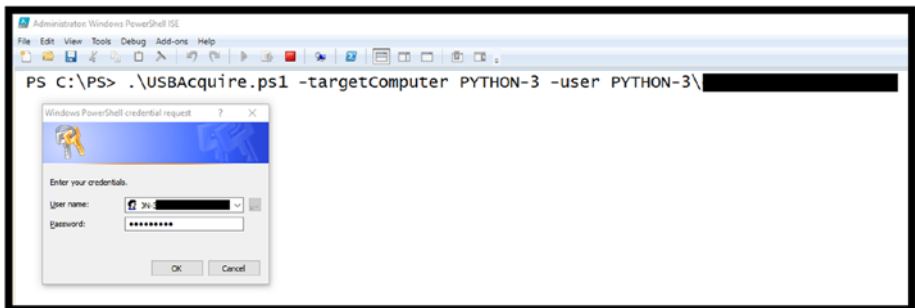 Administrator: Windows PowerShell ISE
File Edit View Tools Debug Add-ons Help
PS C:\PS> .\USBAcquire.ps1 -targetComputer PYTHON-3 -user PYTHON-3\
Windows PowerShell credential request ? ×
Enter your credentials.
User name:
Password: •••••••••
OK Cancel